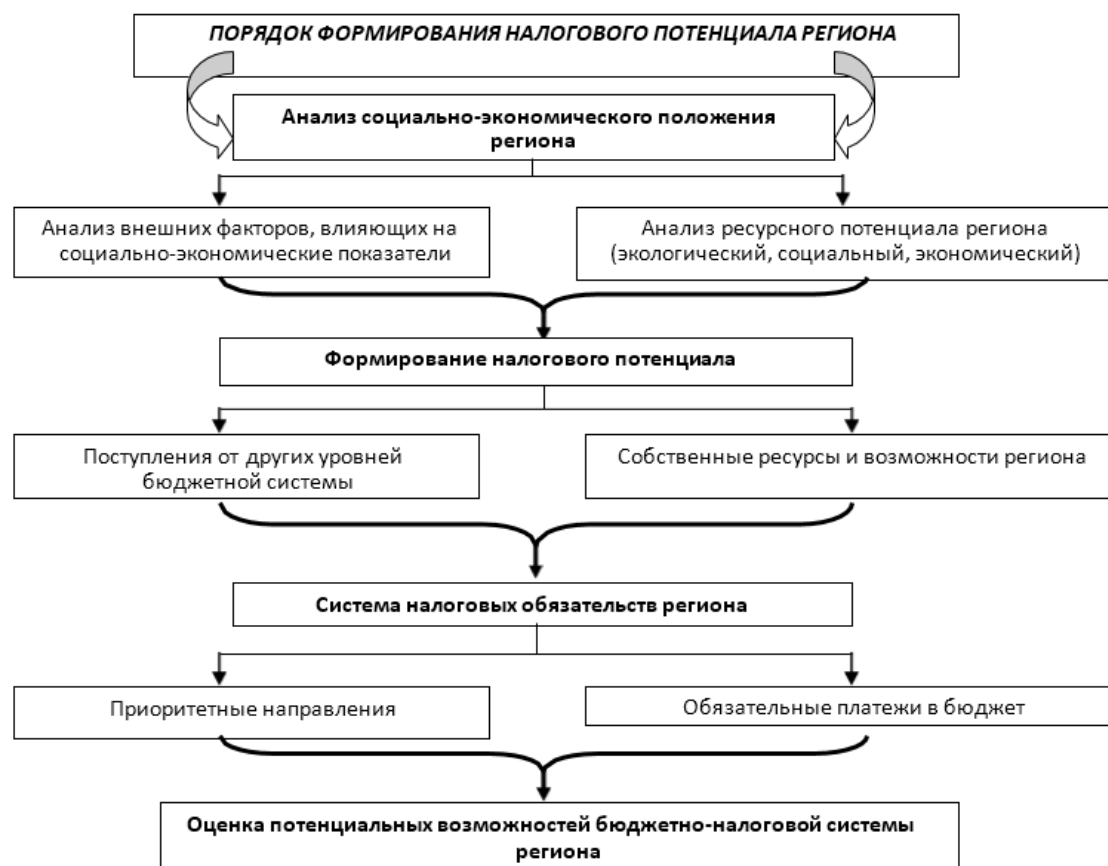 ПОРЯДОК ФОРМИРОВАНИЯ НАЛОГОВОГО ПОТЕНЦИАЛА РЕГИОНА
Анализ социально-экономического положения
региона
Анализ внешних факторов, влияющих на
социально-экономические показатели
Анализ ресурсного потенциала региона
(экологический, социальный, экономический)
Формирование налогового потенциала
Поступления от других уровней
бюджетной системы
Собственные ресурсы и возможности региона
Система налоговых обязательств региона
Приоритетные направления
Обязательные платежи в бюджет
Оценка потенциальных возможностей бюджетно-налоговой системы
региона